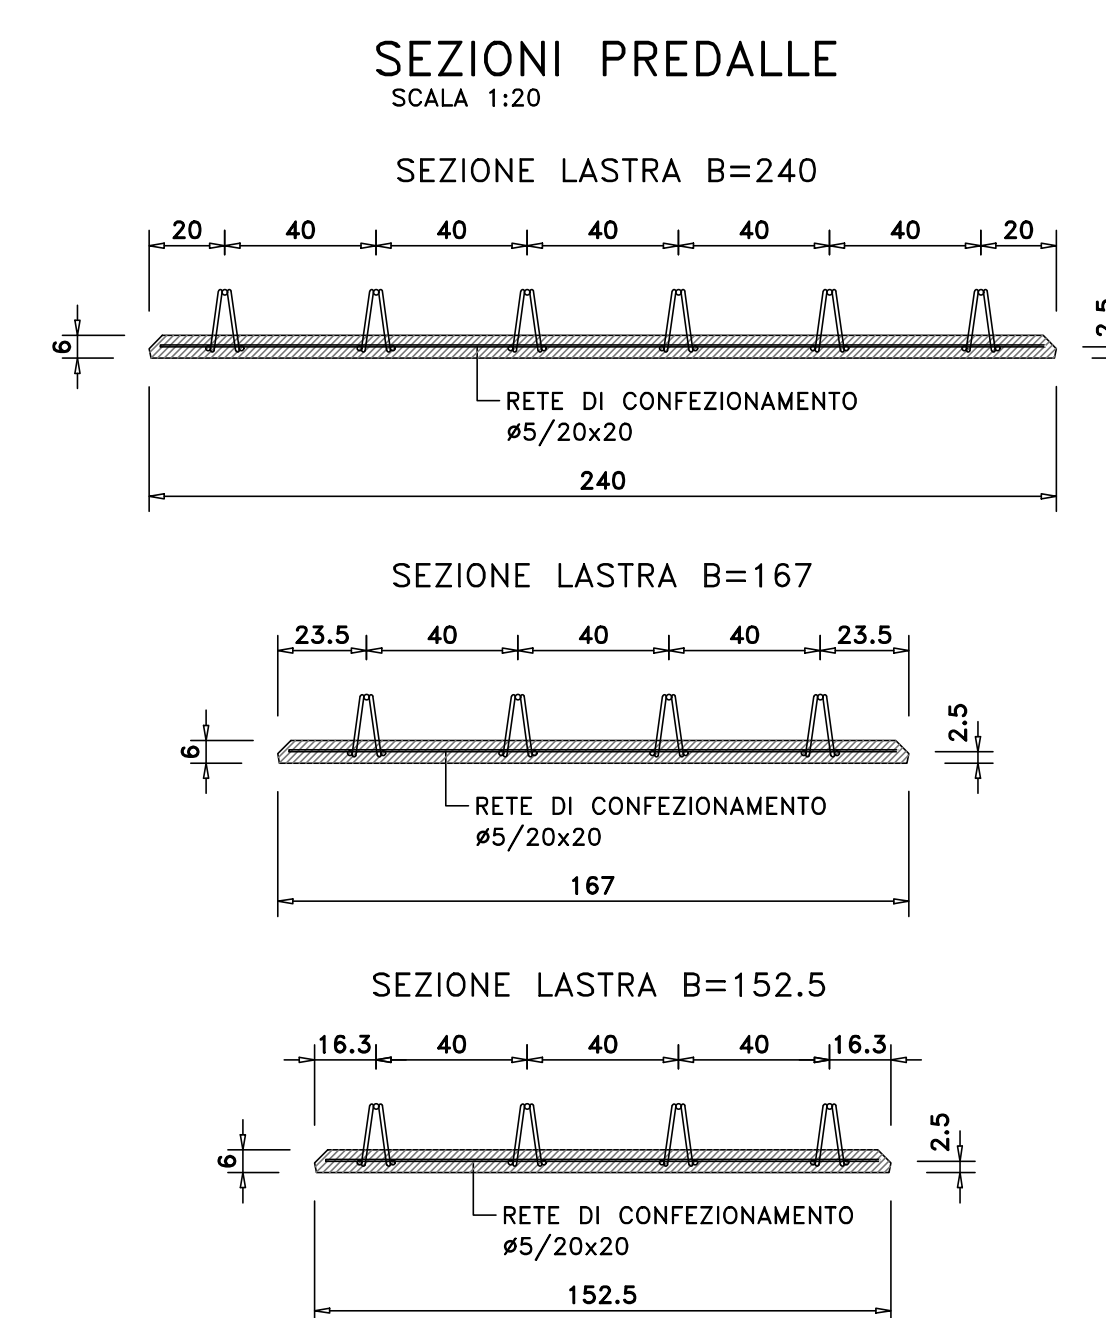 SEZIONI PREDALLE
SCALA 1:20
SEZIONE LASTRA B=240
20 40 40 40 40 40 20
6
2.5
RETE DI CONFEZIONAMENTO
ø5/20x20
240
SEZIONE LASTRA B=167
23.5 40 40 40 23.5
6
2.5
RETE DI CONFEZIONAMENTO
ø5/20x20
167
SEZIONE LASTRA B=152.5
16.3 40 40 40 16.3
6
2.5
RETE DI CONFEZIONAMENTO
ø5/20x20
152.5